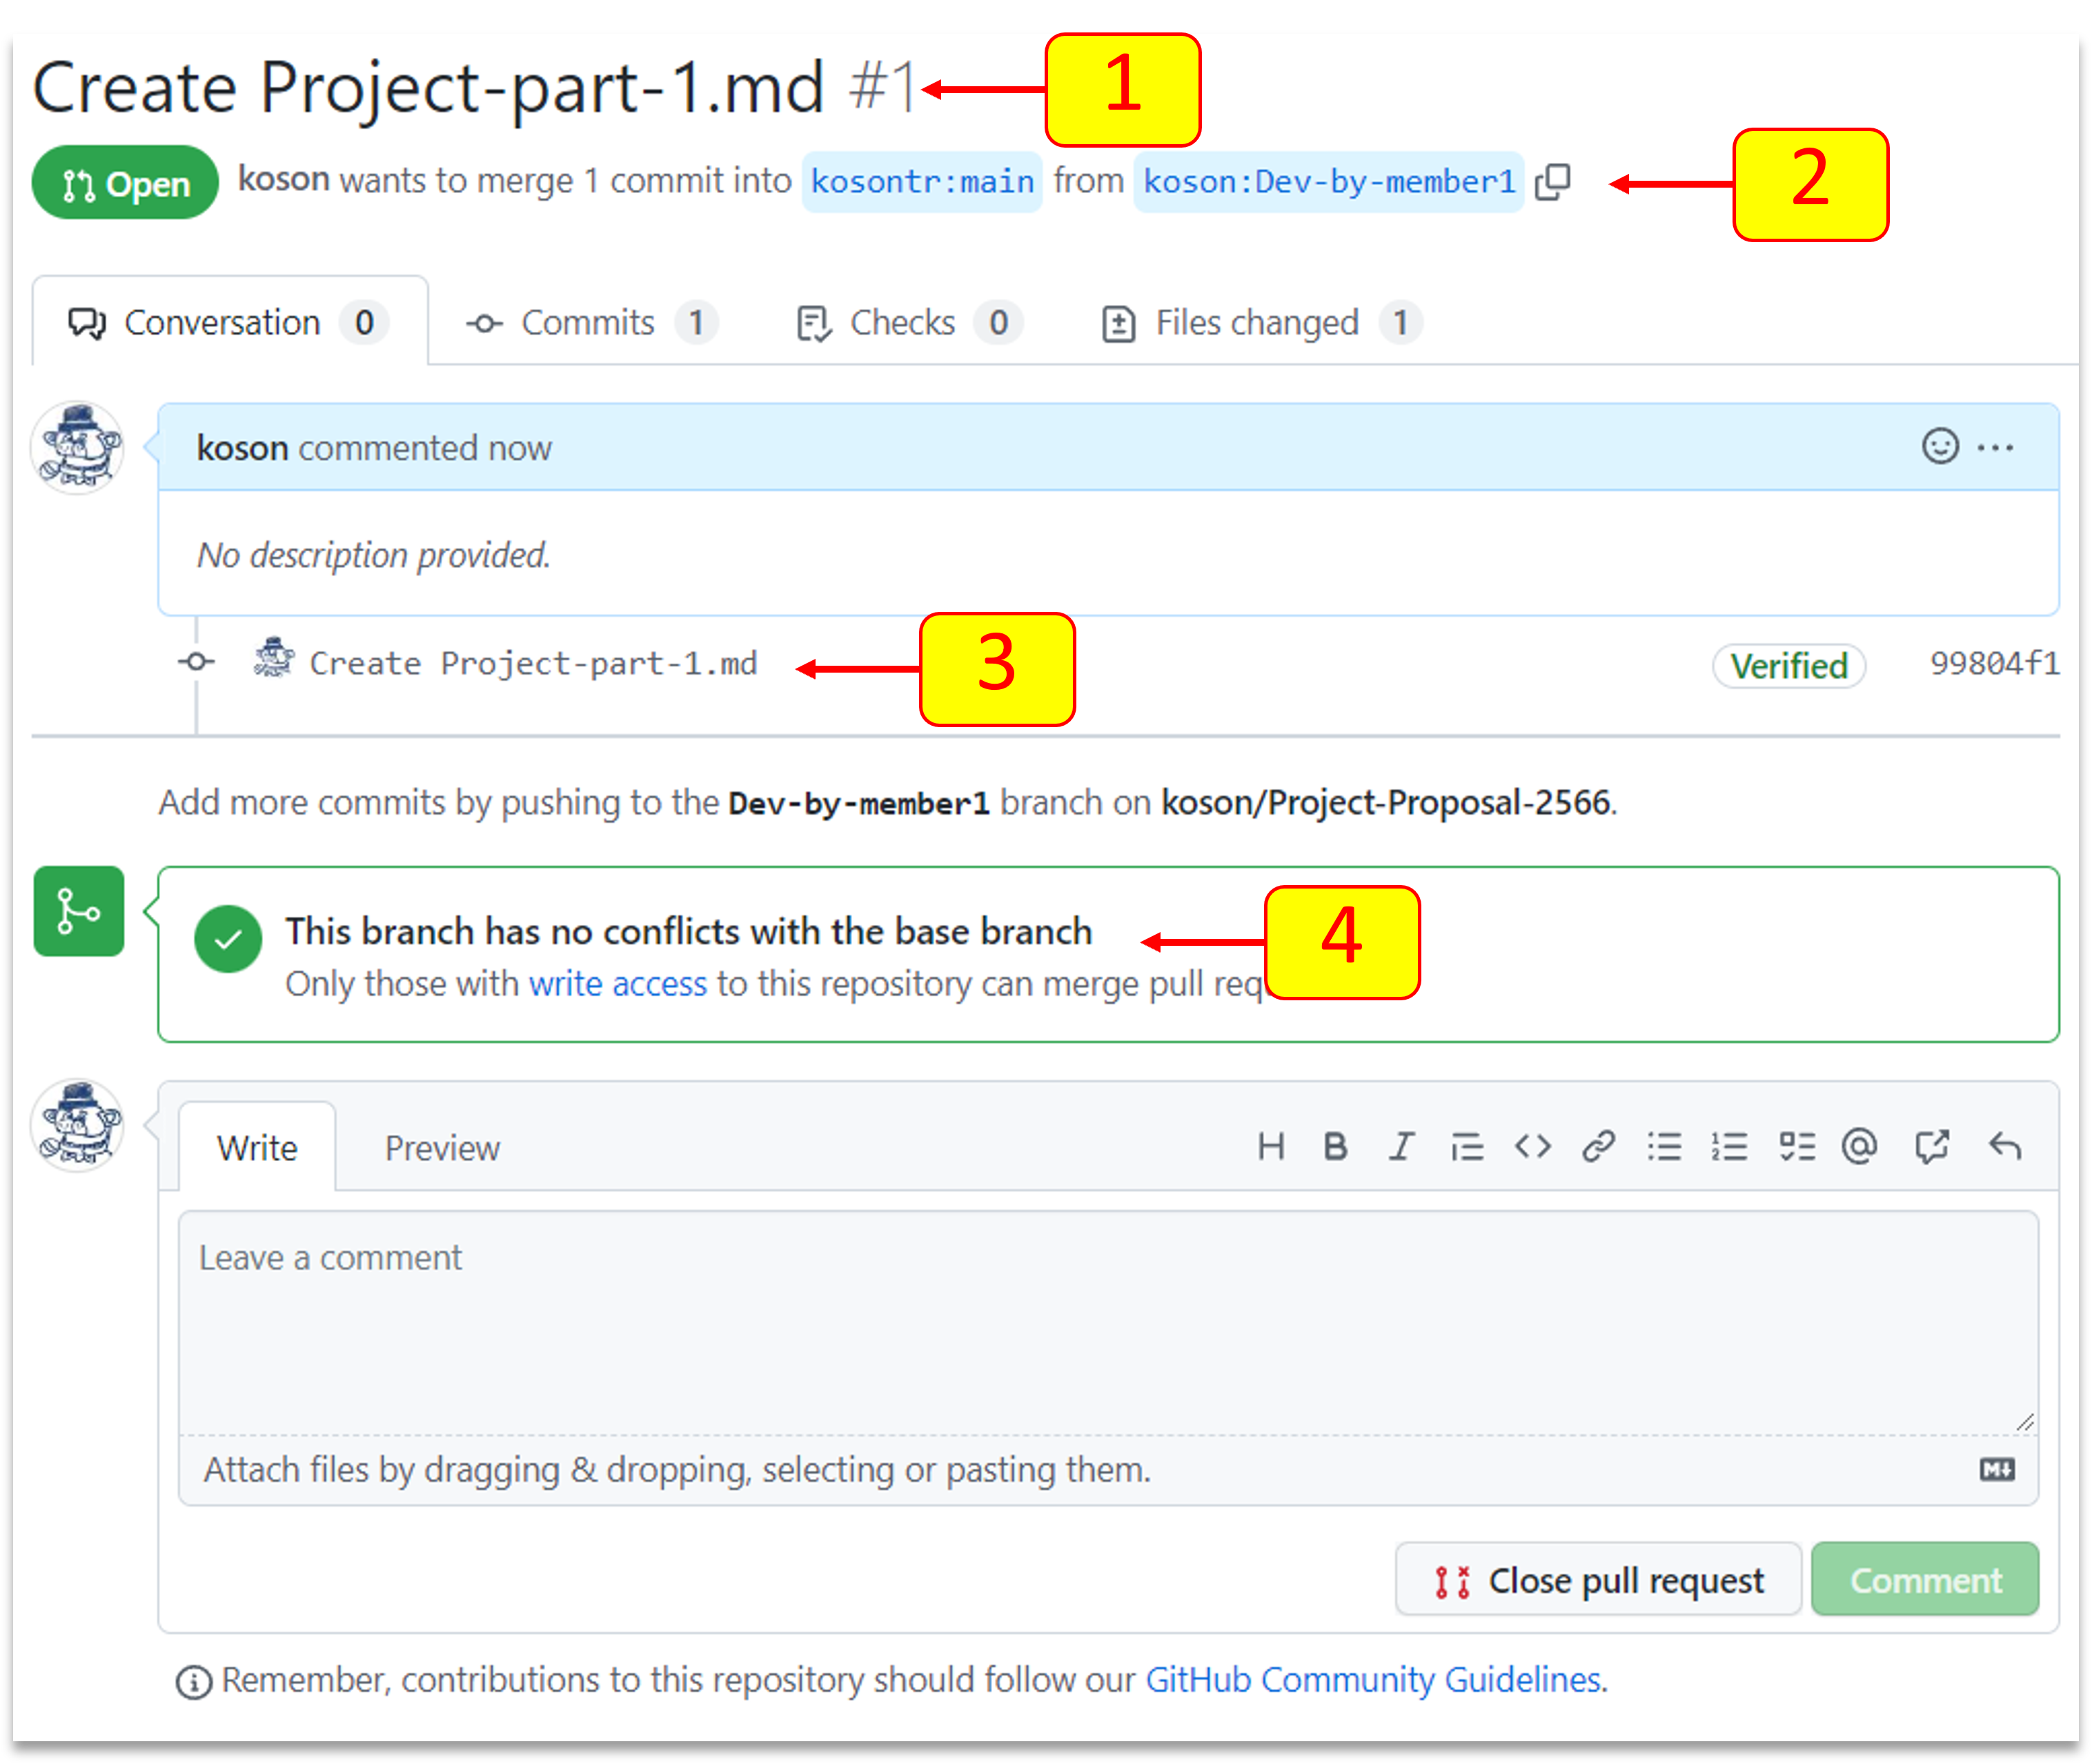 Create Project-part-1.md #1
1
Open
koson wants to merge 1 commit into kosontr:main from koson:Dev-by-member1
2
Conversation 0
Commits 1
Checks 0
Files changed 1
koson commented now
No description provided.
Create Project-part-1.md
3
Verified
99804f1
Add more commits by pushing to the Dev-by-member1 branch on koson/Project-Proposal-2566.
This branch has no conflicts with the base branch
4
Only those with write access to this repository can merge pull
Write
Preview
Leave a comment
Attach files by dragging & dropping, selecting or pasting them.
Close pull request
Comment
Remember, contributions to this repository should follow our GitHub Community Guidelines.